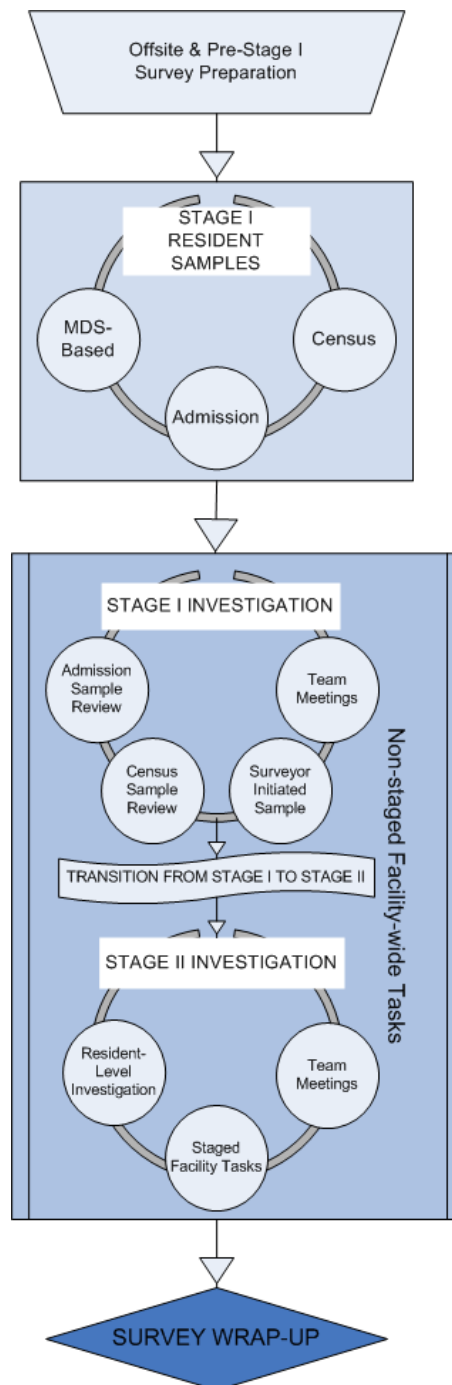 Offsite & Pre-Stage I
Survey Preparation
STAGE I
RESIDENT
SAMPLES
MDS-
Based
Census
Admission
STAGE I INVESTIGATION
Admission
Sample
Review
Team
Meetings
Census
Sample
Review
Surveyor
Initiated
Sample
Non-staged Facility-wide Tasks
TRANSITION FROM STAGE I TO STAGE II
STAGE II INVESTIGATION
Resident-
Level
Investigation
Team
Meetings
Staged
Facility Tasks
SURVEY WRAP-UP